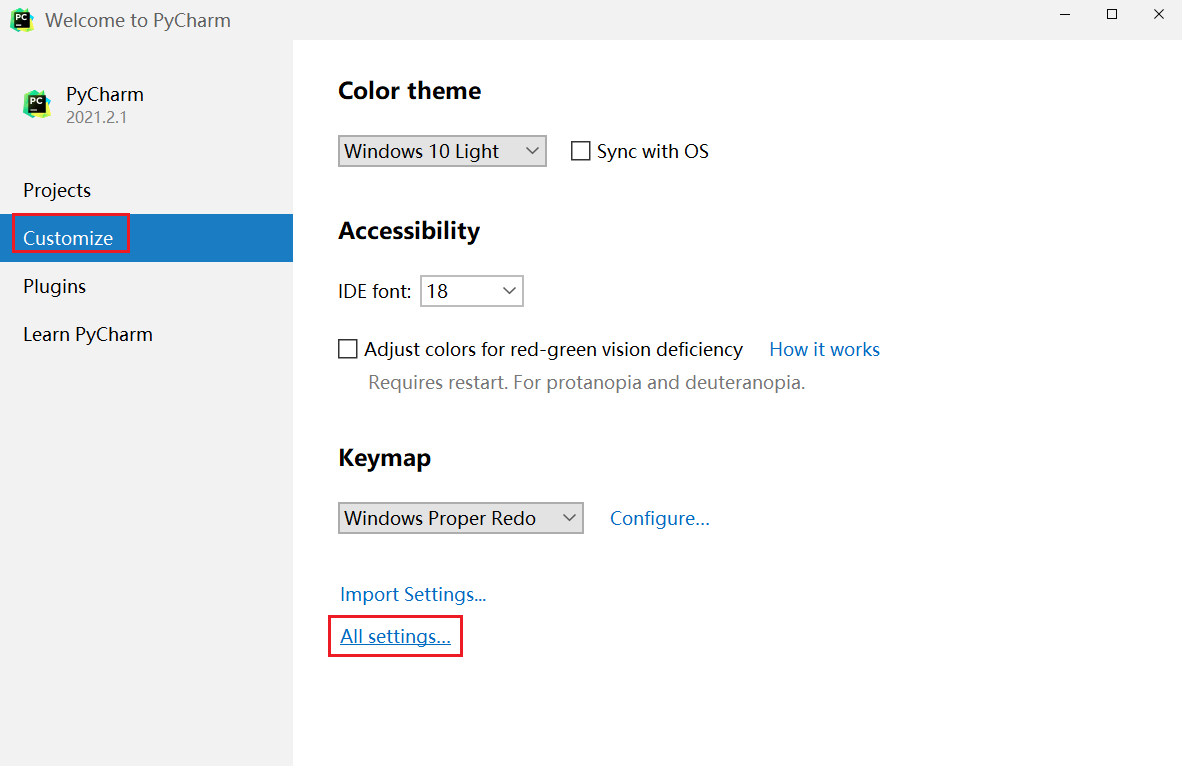 Welcome to PyCharm
PyCharm
2021.2.1
Projects
Customize
Plugins
Learn PyCharm
Color theme
Windows 10 Light
Sync with OS
Accessibility
IDE font: 18
Adjust colors for red-green vision deficiency How it works
Requires restart. For protanopia and deuteranopia.
Keymap
Windows Proper Redo Configure...
Import Settings...
All settings...